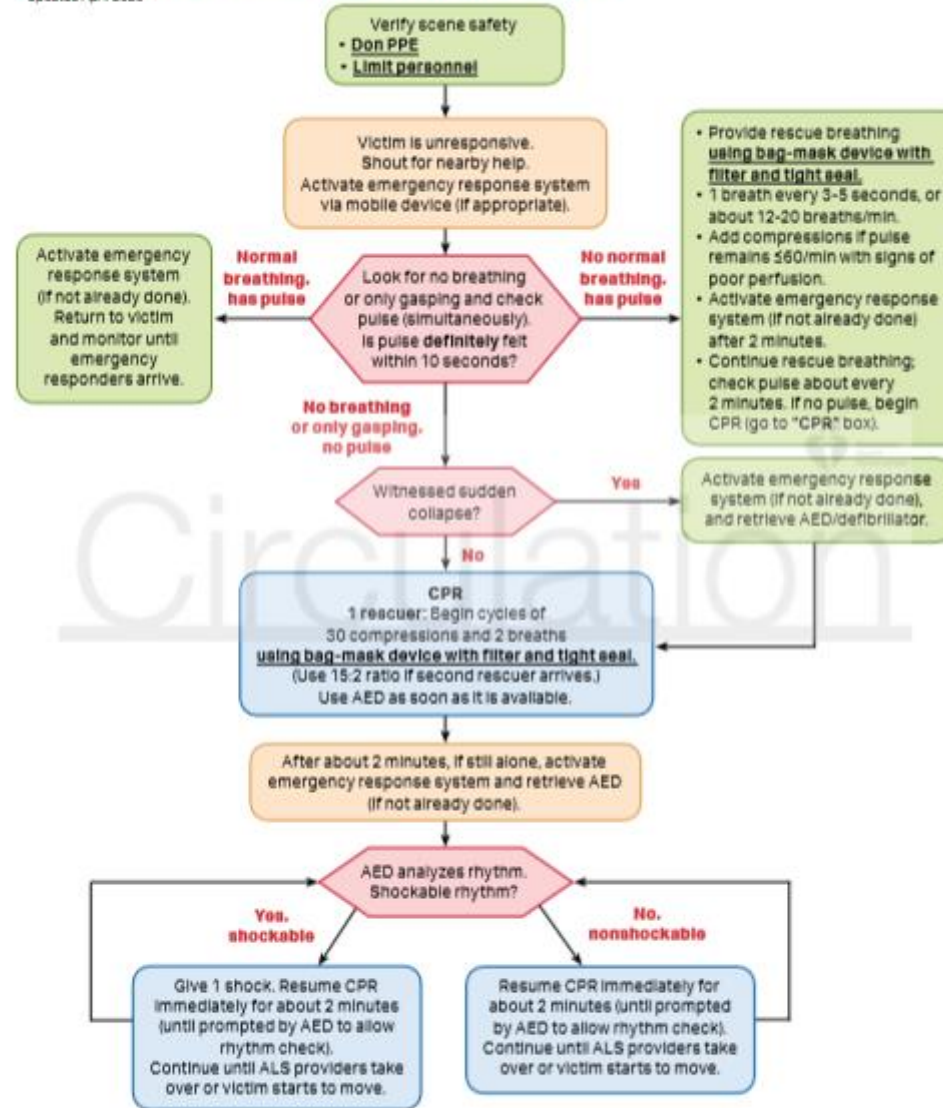 Verify scene safety
• Don PPE
• Limit personnel
Victim is unresponsive.
Shout for nearby help.
Activate emergency response system
via mobile device (if appropriate).
• Provide rescue breathing
using bag-mask device with
filter and tight seal.
• 1 breath every 3-5 seconds, or
about 12-20 breaths/min.
• Add compressions if pulse
remains ≤60/min with signs of
poor perfusion.
• Activate emergency response
system (if not already done)
after 2 minutes.
• Continue rescue breathing;
check pulse about every
2 minutes. If no pulse, begin
CPR (go to "CPR" box).
Activate emergency
response system
(if not already done).
Return to victim
and monitor until
emergency
responders arrive.
Normal
breathing,
has pulse
Look for no breathing
or only gasping and check
pulse (simultaneously).
Is pulse definitely felt
within 10 seconds?
No normal
breathing,
has pulse
No breathing
or only gasping,
no pulse
Witnessed sudden
collapse?
Yes
Activate emergency response
system (if not already done),
and retrieve AED/defibrillator.
No
Circulation
CPR
1 rescuer: Begin cycles of
30 compressions and 2 breaths
using bag-mask device with filter and tight seal.
(Use 15:2 ratio if second rescuer arrives.)
Use AED as soon as it is available.
After about 2 minutes, if still alone, activate
emergency response system and retrieve AED
(if not already done).
AED analyzes rhythm.
Shockable rhythm?
Yes,
shockable
No,
nonshockable
Give 1 shock. Resume CPR
immediately for about 2 minutes
(until prompted by AED to allow
rhythm check).
Continue until ALS providers take
over or victim starts to move.
Resume CPR immediately for
about 2 minutes (until prompted
by AED to allow rhythm check).
Continue until ALS providers take
over or victim starts to move.